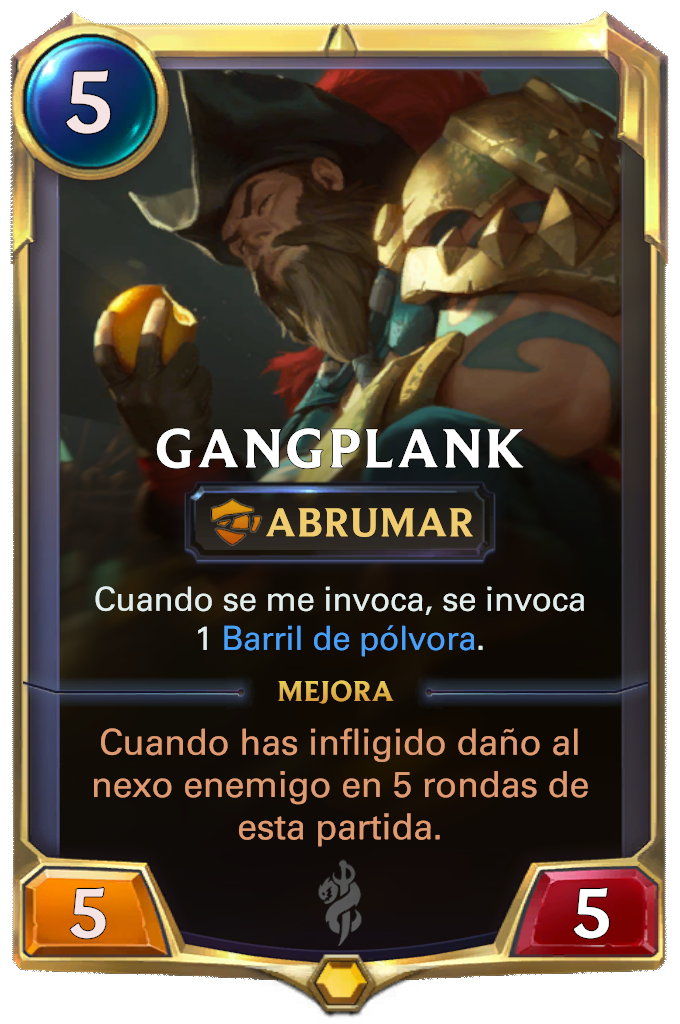 5
GANGPLANK
ABRUMAR
Cuando se me invoca, se invoca
1 Barril de pólvora.
MEJORA
Cuando has infligido daño al
nexo enemigo en 5 rondas de
esta partida.
5 5